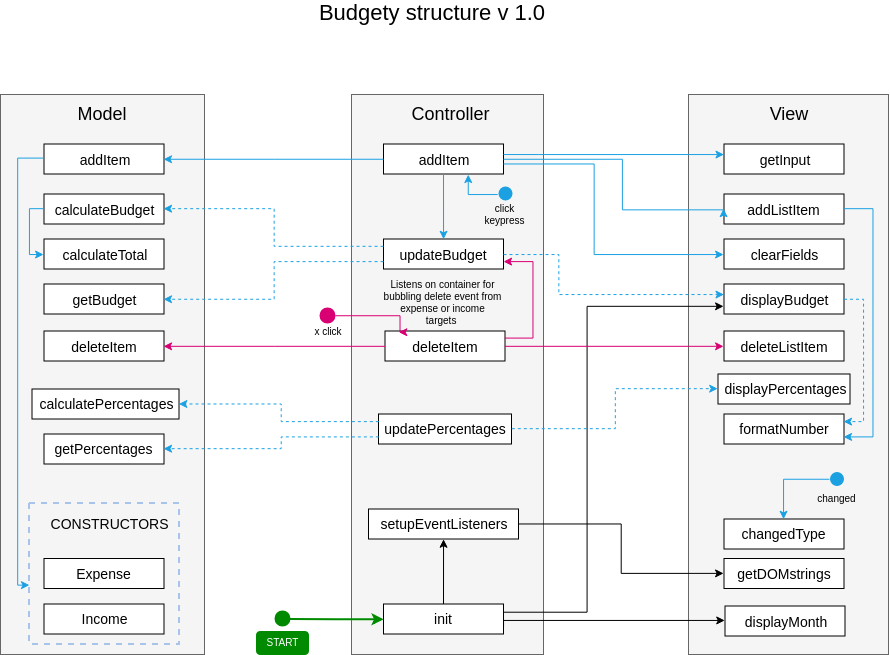 Budgety structure v 1.0
Model
addItem
calculateBudget
calculateTotal
getBudget
deleteItem
calculatePercentages
getPercentages
CONSTRUCTORS
Expense
Income
Controller
addItem
click
keypress
updateBudget
Listens on container for
bubbling delete event from
expense or income
targets
x click
deleteItem
updatePercentages
setupEventListeners
init
START
View
getInput
addListItem
clearFields
displayBudget
deleteListItem
displayPercentages
formatNumber
changed
changedType
getDOMstrings
displayMonth